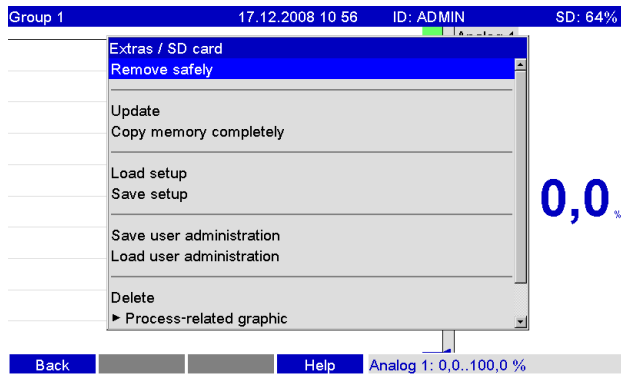 Group 1 17.12.2008 10 56 ID: ADMIN SD: 64%
Analog 1
Extras / SD card
Remove safely
Update
Copy memory completely
Load setup
Save setup
0,0 %
Save user administration
Load user administration
Delete
► Process-related graphic
Back Help Analog 1: 0,0..100,0 %